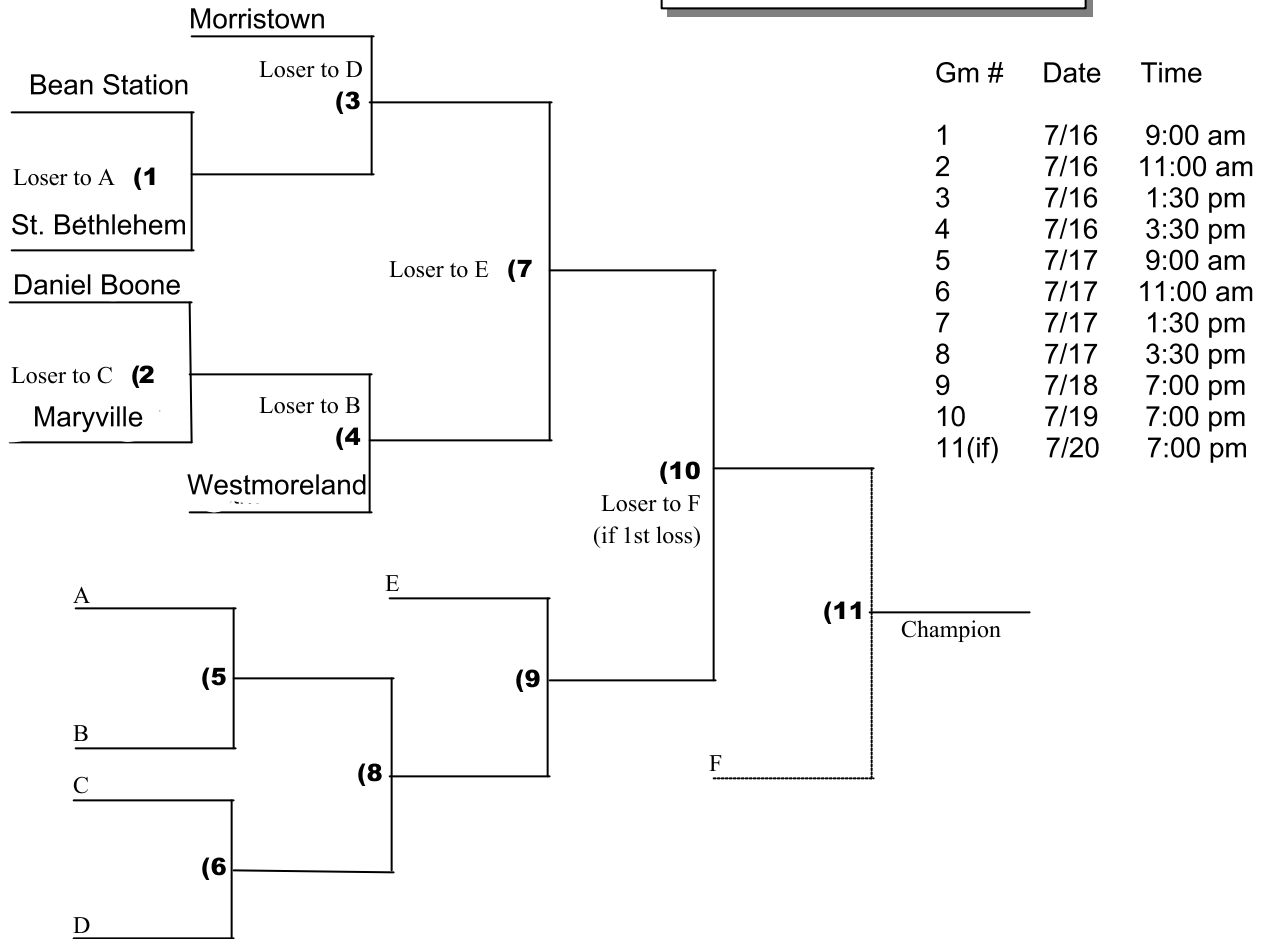 Morristown
Loser to D
(3
Bean Station
Loser to A (1
St. Bethlehem
Daniel Boone
Loser to C (2
Maryville
Loser to B
(4
Westmoreland
Loser to E (7
(10
Loser to F
(if 1st loss)
A
(5
B
C
(6
D
(8
E
(9
(11
Champion
F
Gm # Date Time
1 7/16 9:00 am
2 7/16 11:00 am
3 7/16 1:30 pm
4 7/16 3:30 pm
5 7/17 9:00 am
6 7/17 11:00 am
7 7/17 1:30 pm
8 7/17 3:30 pm
9 7/18 7:00 pm
10 7/19 7:00 pm
11(if) 7/20 7:00 pm